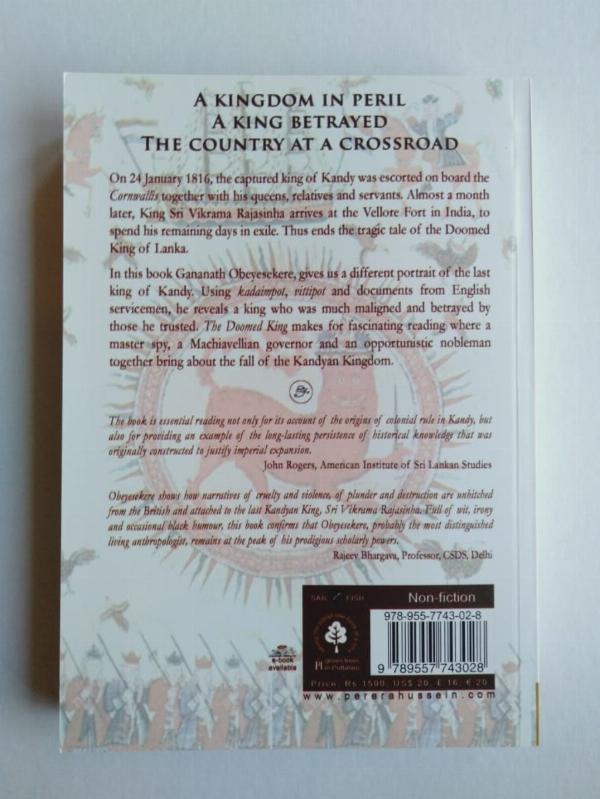 A KINGDOM IN PERIL
A KING BETRAYED
THE COUNTRY AT A CROSSROAD
On 24 January 1816, the captured king of Kandy was escorted on board the
Cornwallis together with his queens, relatives and servants. Almost a month
later, King Sri Vikrama Rajasinha arrives at the Vellore Fort in India, to
spend his remaining days in exile. Thus ends the tragic tale of the Doomed
King of Lanka.
In this book Gananath Obeyesekere, gives us a different portrait of the last
king of Kandy. Using kadaimpot, vittipot and documents from English
servicemen, he reveals a king who was much maligned and betrayed by
those he trusted. The Doomed King makes for fascinating reading where a
master spy, a Machiavellian governor and an opportunistic nobleman
together bring about the fall of the Kandyan Kingdom.
The book is essential reading not only for its account of the origins of colonial rule in Kandy, but
also for providing an example of the long-lasting persistence of historical knowledge that was
originally constructed to justify imperial expansion.
John Rogers, American Institute of Sri Lankan Studies
Obeyesekere shows how narratives of cruelty and violence, of plunder and destruction are unhitched
from the British and attached to the last Kandyan King, Sri Vikrama Rajasinha. Full of wit, irony
and occasional black humour, this book confirms that Obeyesekere, probably the most distinguished
living anthropologist, remains at the peak of his prodigious scholarly powers.
Rajeev Bhargava, Professor, CSDS, Delhi
SAIL FISH
Non-fiction
978-955-7743-02-8
9 789557 743028
e-book
available
PH grows trees
in Puttalam
Price: Rs 1500, US$ 20, £ 16, € 20
www.pererahussein.com